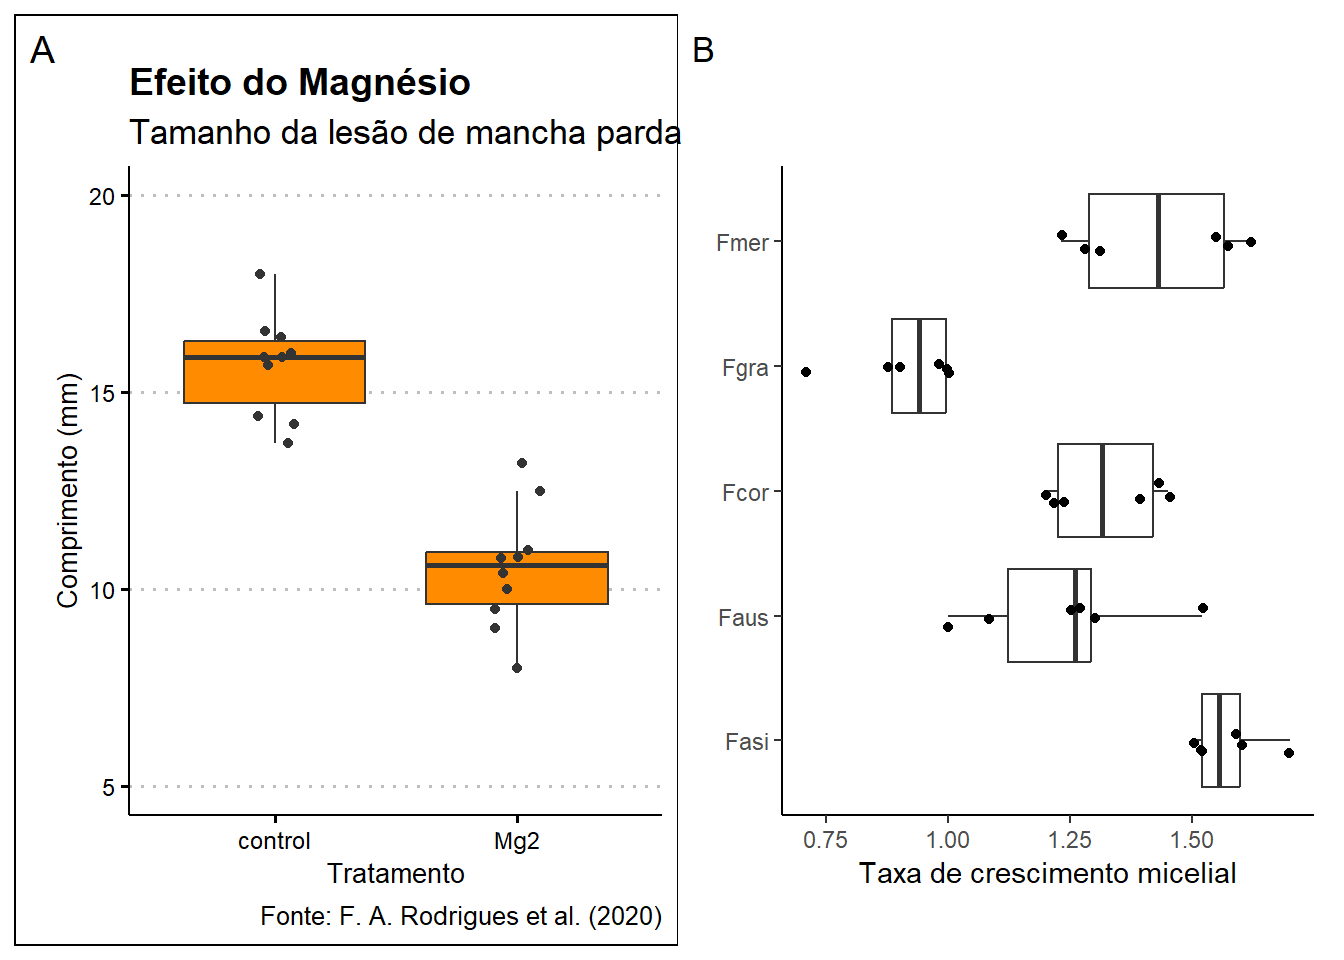 A
Efeito do Magnésio
Tamanho da lesão de mancha parda
20
15
10
5
Comprimento (mm)
control
Mg2
Tratamento
Fonte: F. A. Rodrigues et al. (2020)
B
Fmer
Fgra
Fcor
Faus
Fasi
0.75
1.00
1.25
1.50
Taxa de crescimento micelial